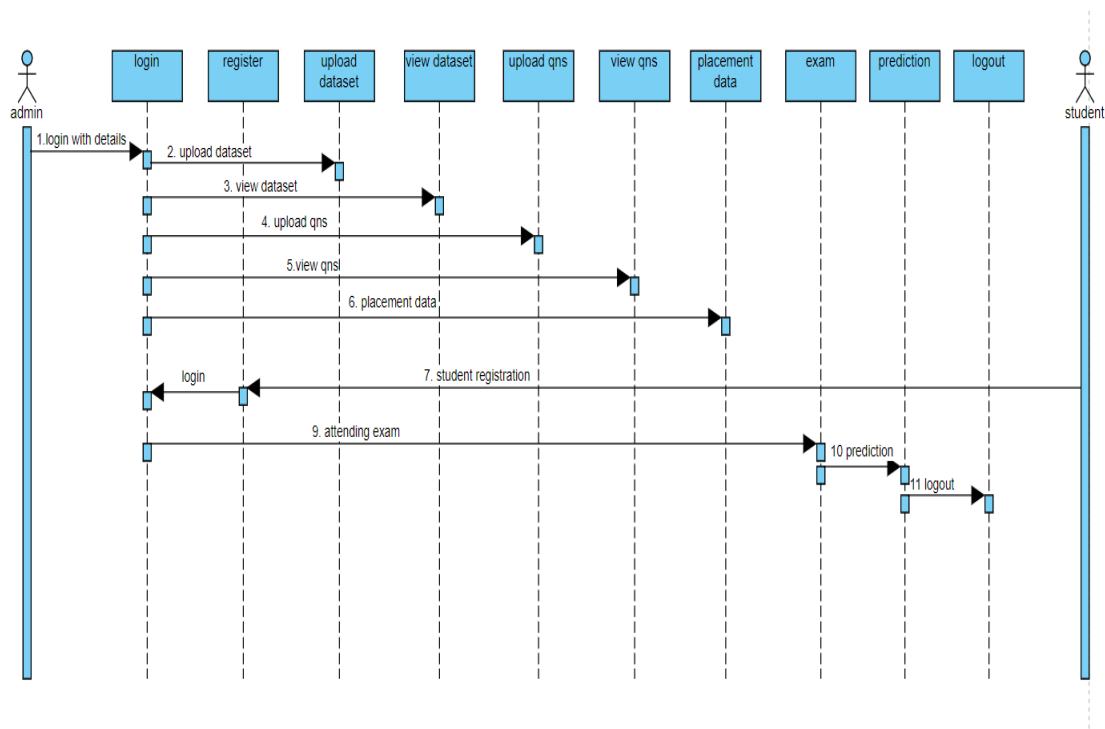 login
register
upload
dataset
view dataset
upload qns
view qns
placement
data
exam
prediction
logout
admin
student
1.login with details
2. upload dataset
3. view dataset
4. upload qns
5.view qns
6. placement data
login
7. student registration
9. attending exam
10 prediction
11 logout